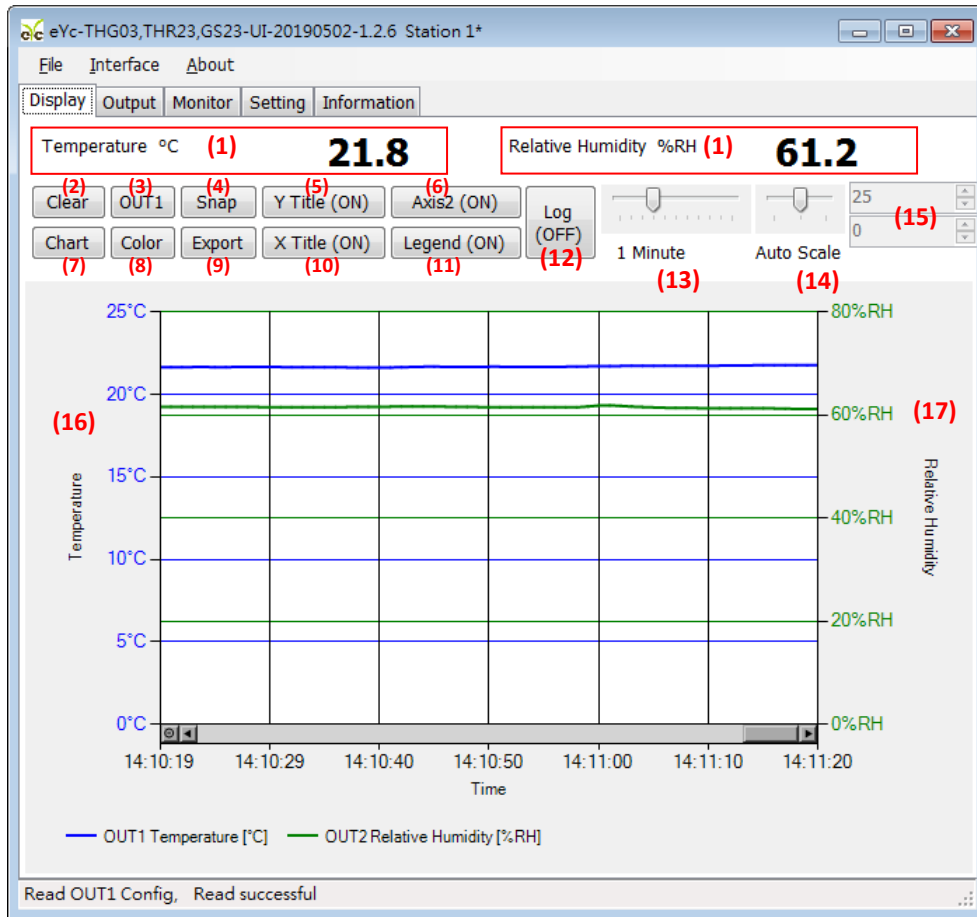 eYc eYc-THG03,THR23,GS23-UI-20190502-1.2.6 Station 1*
File Interface About
Display Output Monitor Setting Information
Temperature °C (1) 21.8 Relative Humidity %RH (1) 61.2
(2) (3) (4) (5) (6)
Clear OUT1 Snap Y Title (ON) Axis2 (ON) Log (OFF) 25
(15)
Chart Color Export X Title (ON) Legend (ON) (12) 1 Minute Auto Scale 0
(7) (8) (9) (10) (11) (13) (14)
25°C 80%RH
20°C
(16) 60%RH (17)
15°C
Temperature Relative Humidity
40%RH
10°C
20%RH
5°C
0°C 0%RH
14:10:19 14:10:29 14:10:40 14:10:50 14:11:00 14:11:10 14:11:20
Time
OUT1 Temperature [°C] OUT2 Relative Humidity [%RH]
Read OUT1 Config, Read successful